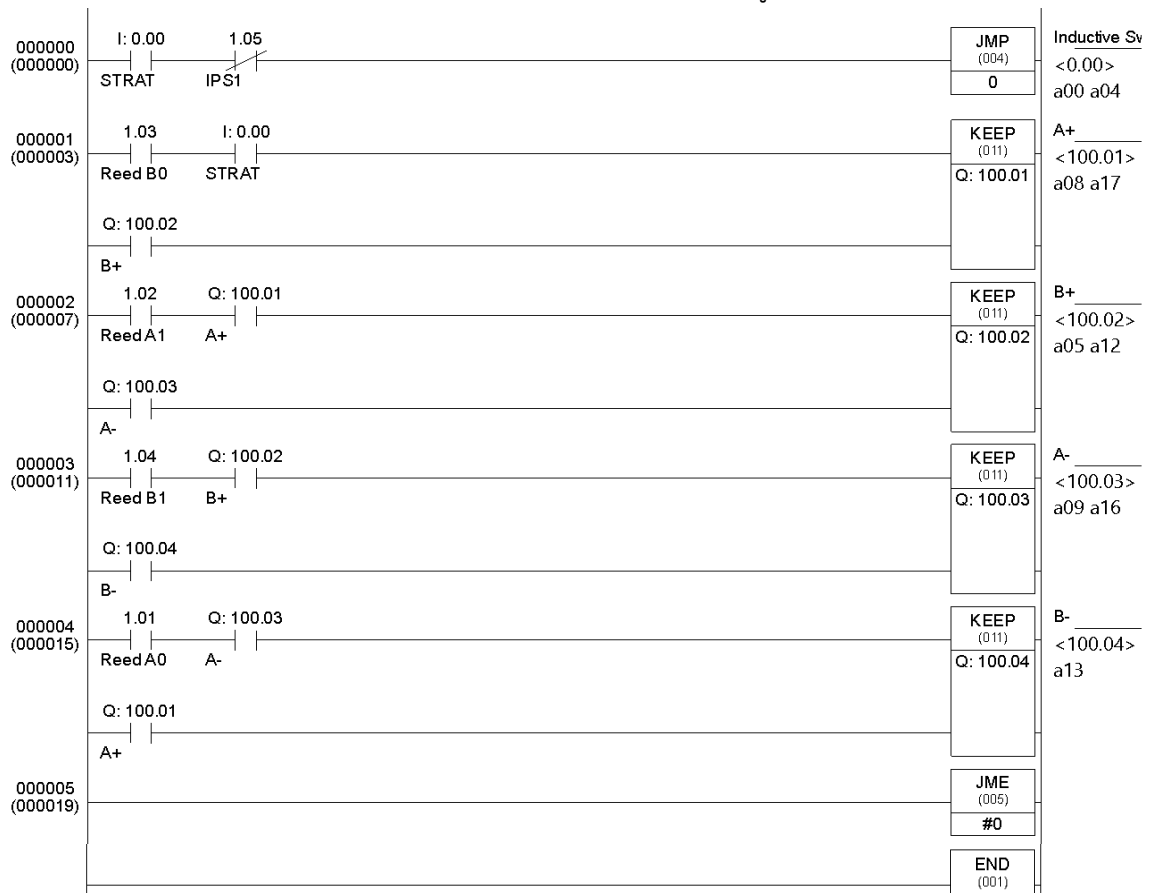 000000
(000000)
I: 0.00 1.05
STRAT IPS1
JMP
(004)
0
Inductive
<0.00>
a00 a04
000001
(000003)
1.03 I: 0.00
Reed B0 STRAT
KEEP
(011)
Q: 100.01
A+
<100.01>
a08 a17
Q: 100.02
B+
000002
(000007)
1.02 Q: 100.01
Reed A1 A+
KEEP
(011)
Q: 100.02
B+
<100.02>
a05 a12
Q: 100.03
A-
000003
(000011)
1.04 Q: 100.02
Reed B1 B+
KEEP
(011)
Q: 100.03
A-
<100.03>
a09 a16
Q: 100.04
B-
000004
(000015)
1.01 Q: 100.03
Reed A0 A-
KEEP
(011)
Q: 100.04
B-
<100.04>
a13
Q: 100.01
A+
000005
(000019)
JME
(005)
#0
END
(001)